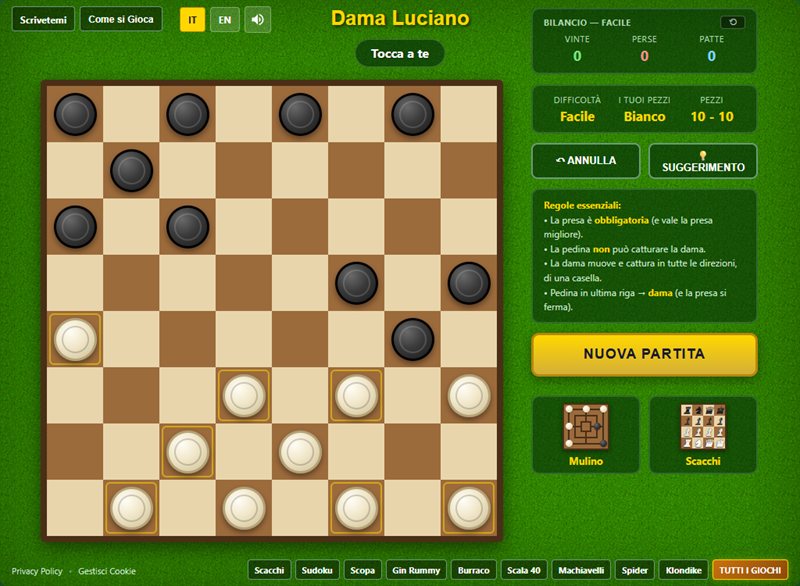 Scrivetemi
Come si Gioca
IT
EN
Dama Luciano
Tocca a te
BILANCIO — FACILE
VINTE PERSE PATTE
0 0 0
DIFFICOLTÀ I TUOI PEZZI PEZZI
Facile Bianco 10 - 10
↶ ANNULLA
💡 SUGGERIMENTO
Regole essenziali:
• La presa è obbligatoria (e vale la presa
migliore).
• La pedina non può catturare la dama.
• La dama muove e cattura in tutte le direzioni,
di una casella.
• Pedina in ultima riga → dama (e la presa si
ferma).
NUOVA PARTITA
Mulino
Scacchi
Privacy Policy · Gestisci Cookie
Scacchi
Sudoku
Scopa
Gin Rummy
Burraco
Scala 40
Machiavelli
Spider
Klondike
TUTTI I GIOCHI